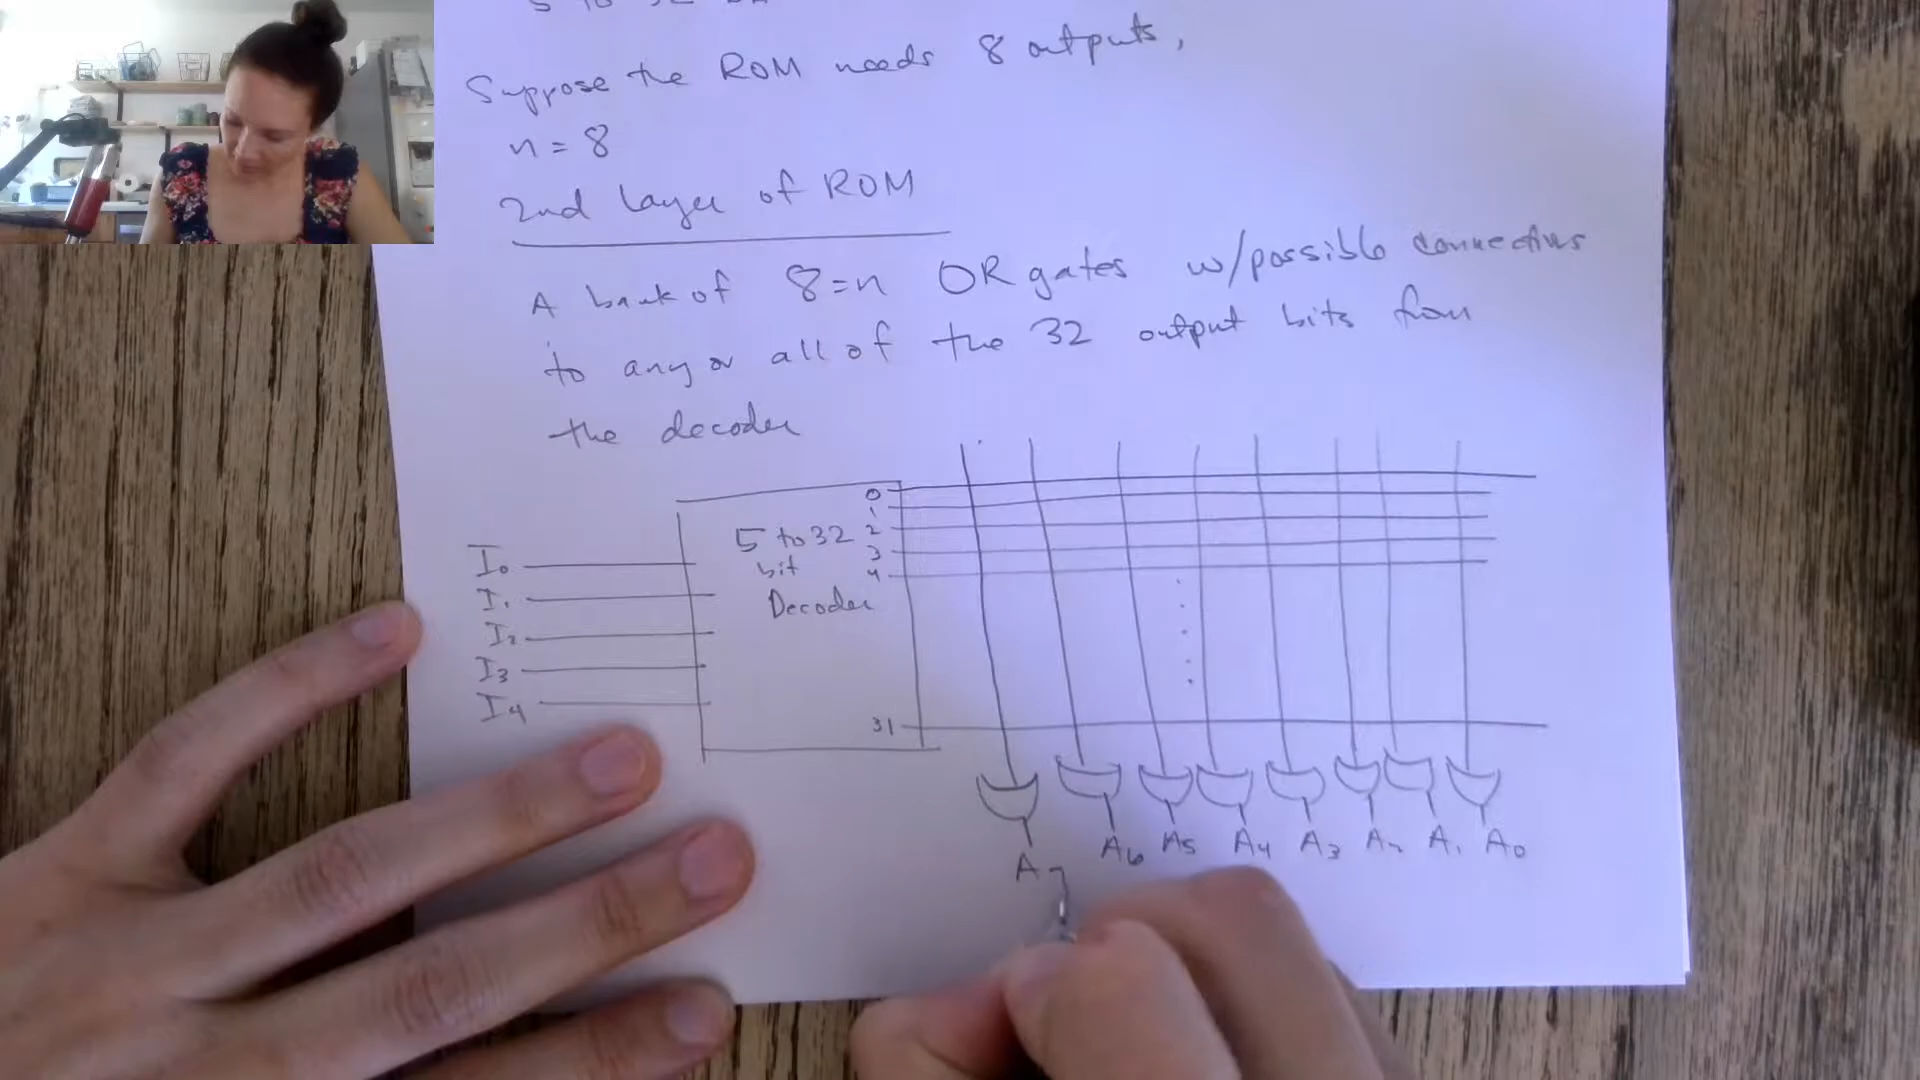 Suppose the ROM needs 8 outputs,
n = 8
2nd layer of ROM
A bank of 8=n OR gates w/possible connections
to any or all of the 32 output bits from
the decoder
0
1
5 to 32 2
bit 3
4
Decoder
I0
I1
I2
I3
I4
31
A7 A6 A5 A4 A3 A2 A1 A0